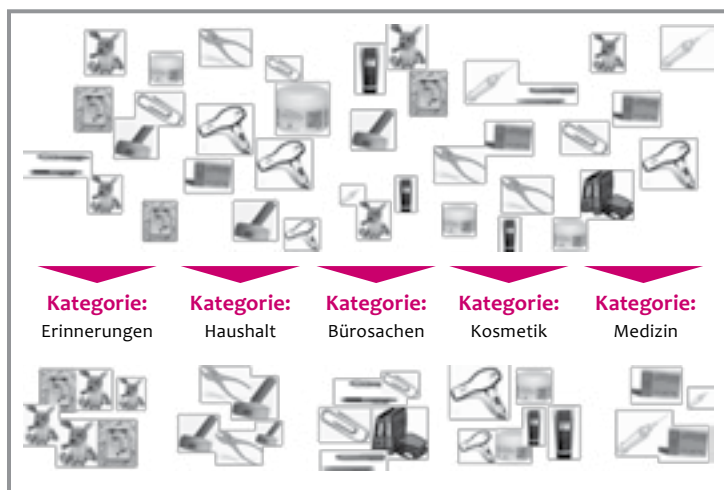 Kategorie:
Erinnerungen
Kategorie:
Haushalt
Kategorie:
Bürosachen
Kategorie:
Kosmetik
Kategorie:
Medizin